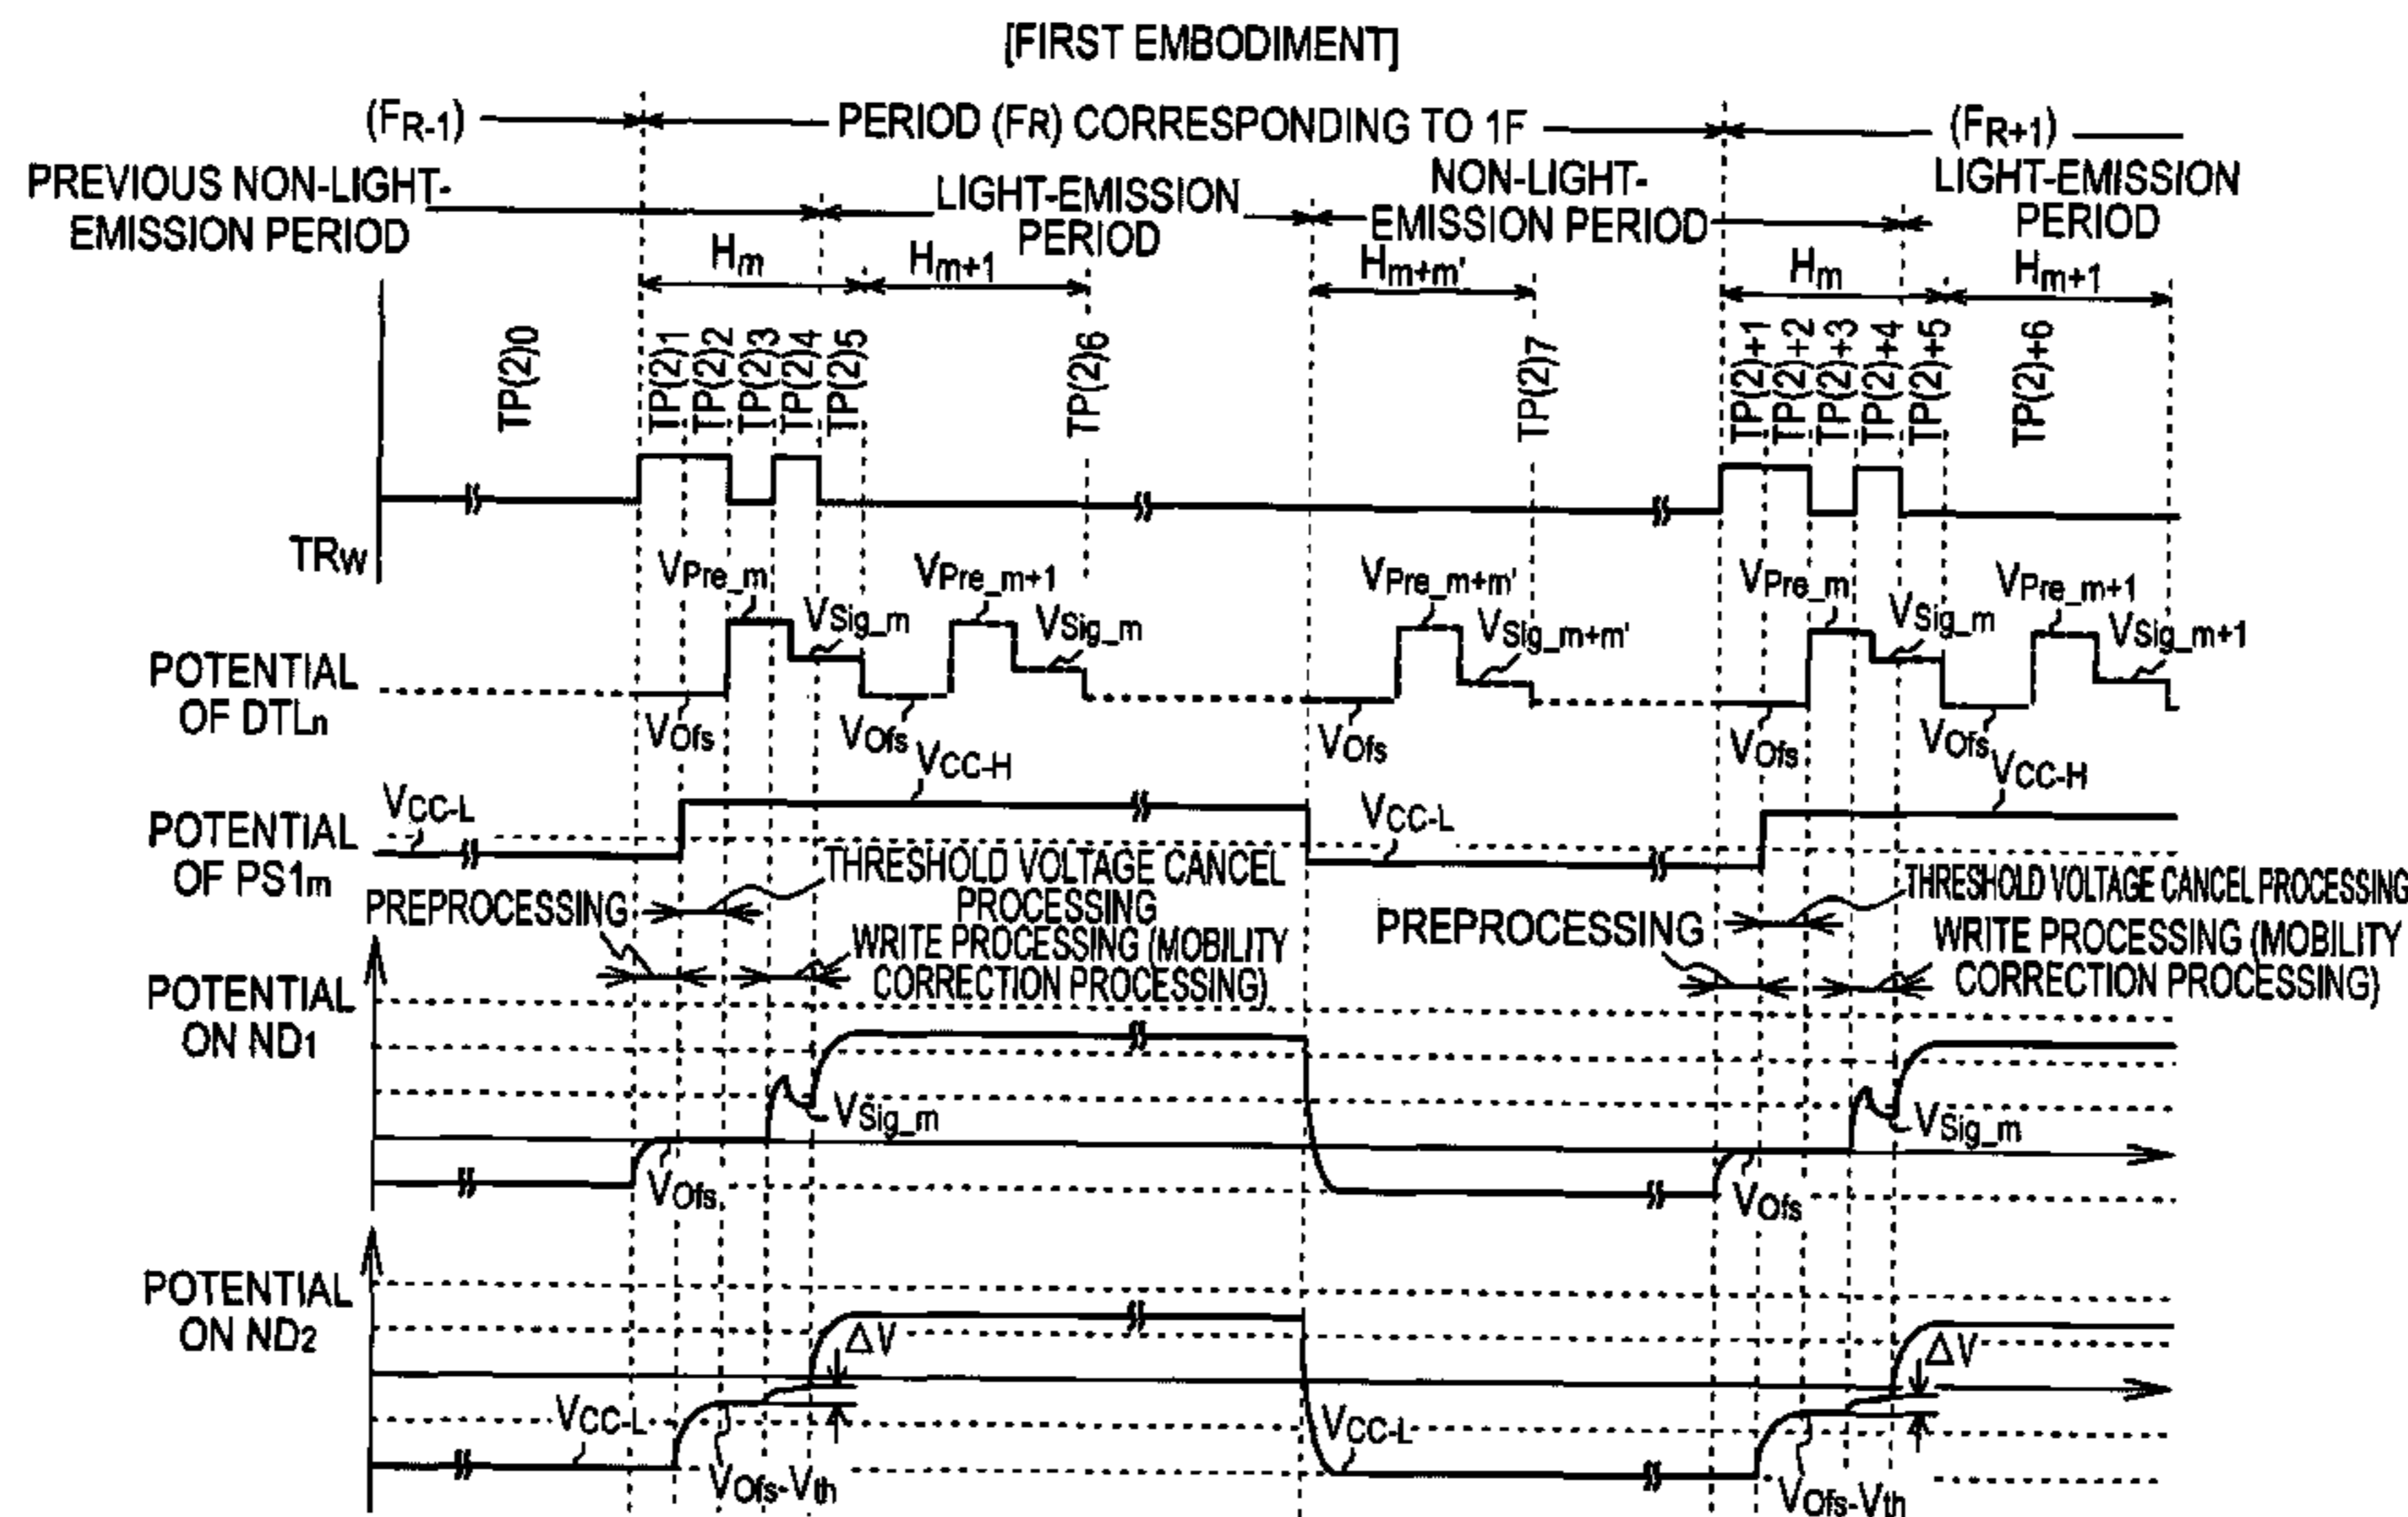 [FIRST EMBODIMENT]
(FR-1)
PERIOD (FR) CORRESPONDING TO 1F
(FR+1)
PREVIOUS NON-LIGHT-
EMISSION PERIOD
LIGHT-EMISSION
PERIOD
NON-LIGHT-
EMISSION PERIOD
LIGHT-EMISSION
PERIOD
Hm
Hm+1
Hm+m'
Hm
Hm+1
TP(2)0
TP(2)1
TP(2)2
TP(2)3
TP(2)4
TP(2)5
TP(2)6
TP(2)7
TP(2)+1
TP(2)+2
TP(2)+3
TP(2)+4
TP(2)+5
TP(2)+6
TRW
VPre_m
VSig_m
VPre_m+1
VSig_m
VPre_m+m'
VSig_m+m'
VPre_m
VSig_m
VPre_m+1
VSig_m+1
POTENTIAL
OF DTLn
VOfs
VOfs
VOfs
VOfs
VOfs
VCC-L
VCC-H
VCC-L
VCC-H
POTENTIAL
OF PS1m
PREPROCESSING
THRESHOLD VOLTAGE CANCEL
PROCESSING
WRITE PROCESSING (MOBILITY
CORRECTION PROCESSING)
PREPROCESSING
THRESHOLD VOLTAGE CANCEL PROCESSING
WRITE PROCESSING (MOBILITY
CORRECTION PROCESSING)
POTENTIAL
ON ND1
VSig_m
VOfs
VSig_m
VOfs
POTENTIAL
ON ND2
ΔV
VCC-L
VOfs-Vth
VCC-L
ΔV
VOfs-Vth